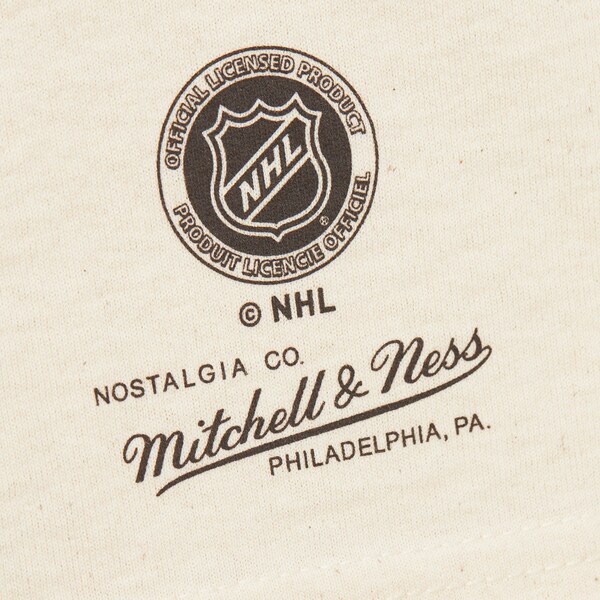 OFFICIAL LICENSED PRODUCT
NHL
®
PRODUIT LICENCIE OFFICIEL
© NHL
NOSTALGIA CO.
Mitchell & Ness
PHILADELPHIA, PA.